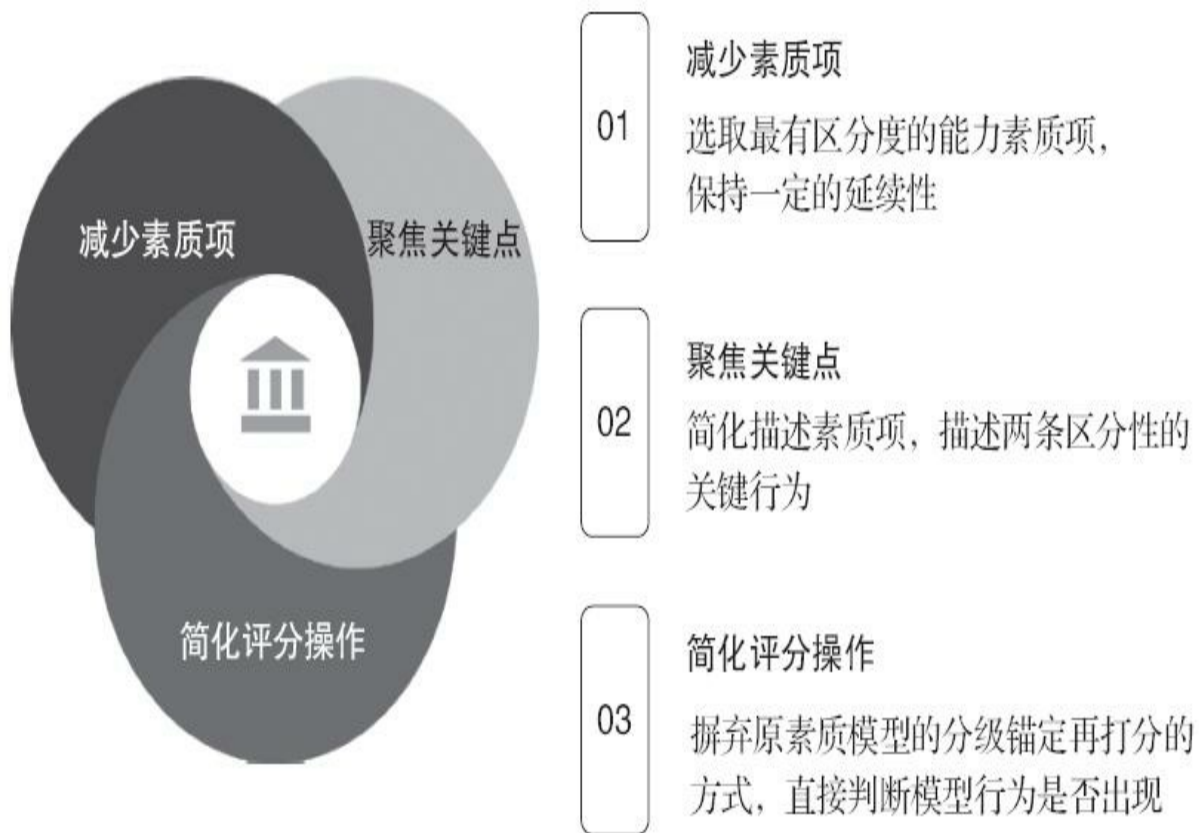 减少素质项
聚焦关键点
简化评分操作
01
减少素质项
选取最有区分度的能力素质项，
保持一定的延续性
02
聚焦关键点
简化描述素质项，描述两条区分性的
关键行为
03
简化评分操作
摒弃原素质模型的分级锚定再打分的
方式，直接判断模型行为是否出现